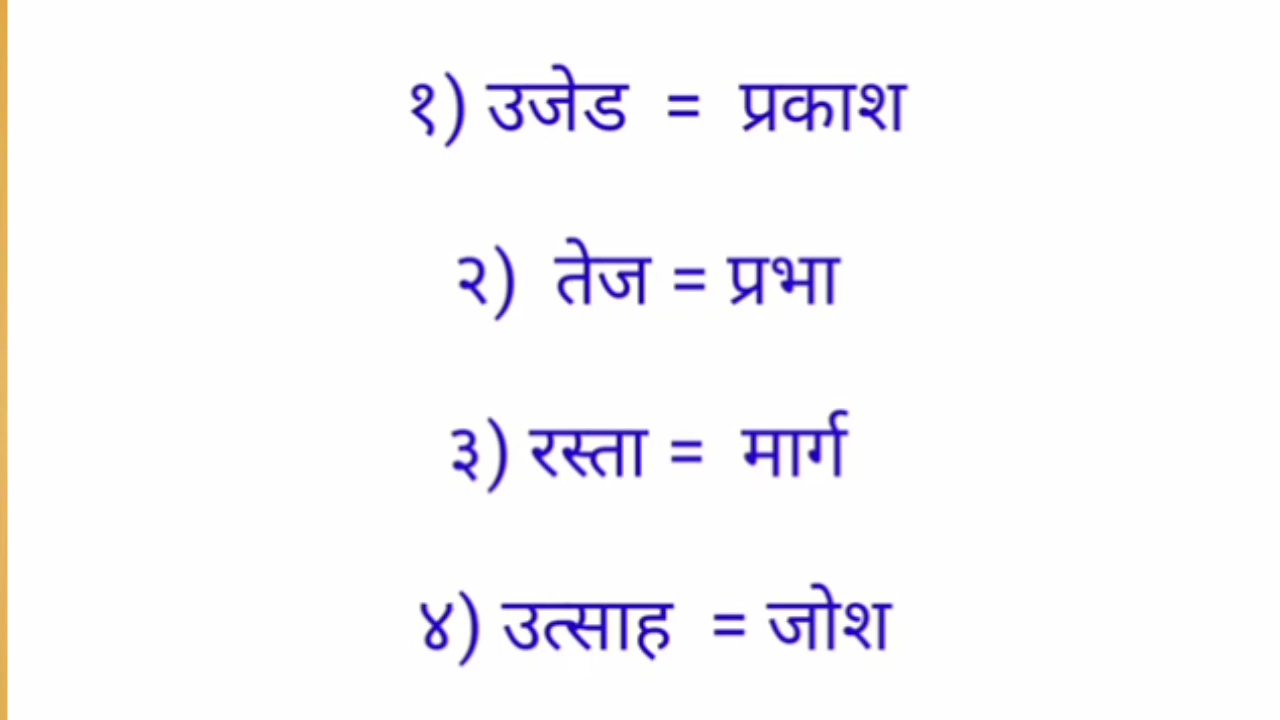 १) उजेड = प्रकाश
२) तेज = प्रभा
३) रस्ता = मार्ग
४) उत्साह = जोश